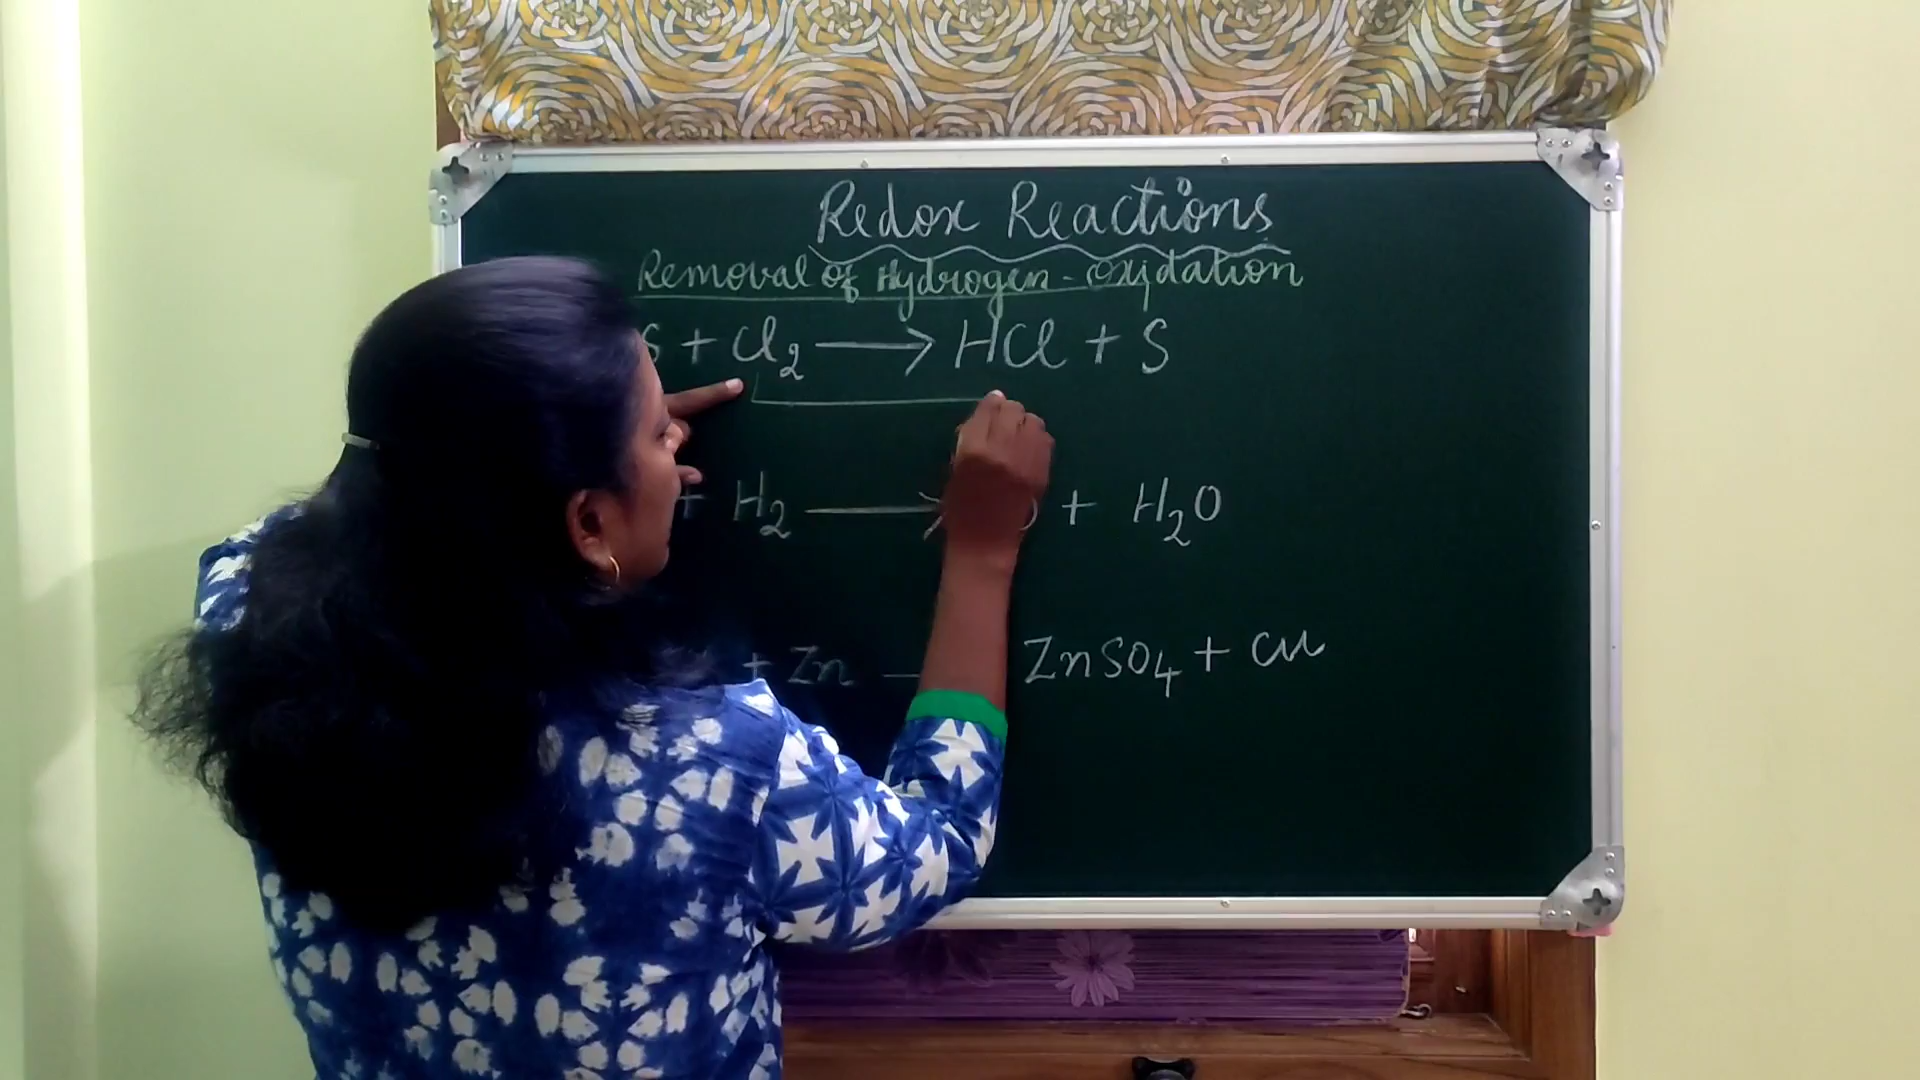 Redox Reactions
Removal of Hydrogen - Oxidation
S + Cl2 → HCl + S
+ H2 → + H2O
+ Zn — ZnSO4 + Cu